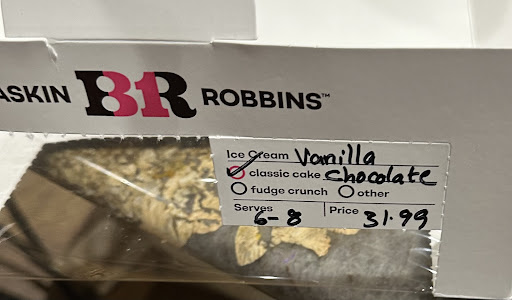 ASKIN BR ROBBINS™
Ice Cream Vanilla
classic cake Chocolate
fudge crunch other
Serves 6-8 Price 31.99